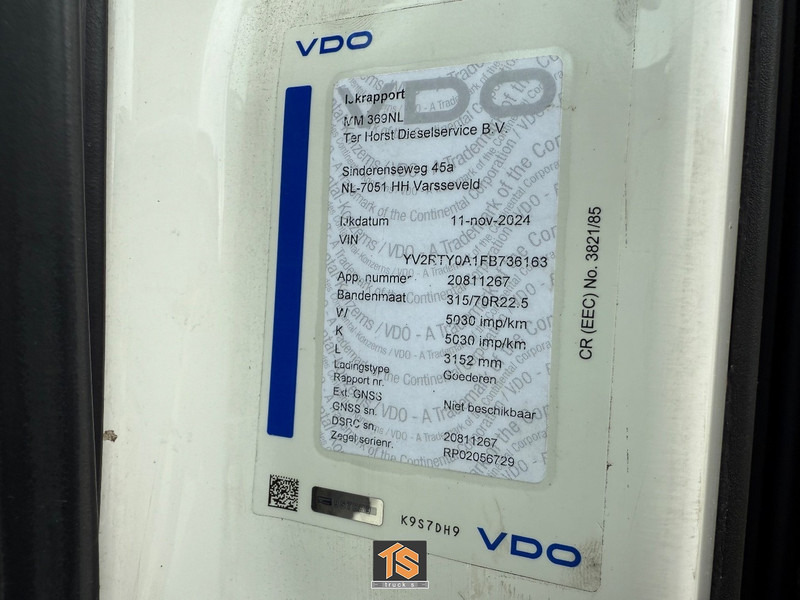 VDO
IJkrapport
MM 369NL
Ter Horst Dieselservice B.V.
Sinderenseweg 45a
NL-7051 HH Varsseveld
IJkdatum 11-nov-2024
VIN
YV2RTY0A1FB736163
App. nummer 20811267
Bandenmaat 315/70R22.5
W 5030 imp/km
K 5030 imp/km
L 3152 mm
Ladingstype Goederen
Rapport nr.
Ext. GNSS Niet beschikbaar
GNSS sn.
DSRC sn. 20811267
Zegel serienr. RP02056729
CR (EEC) No. 3821/85
K9S7DH9
VDO
TS
truck's